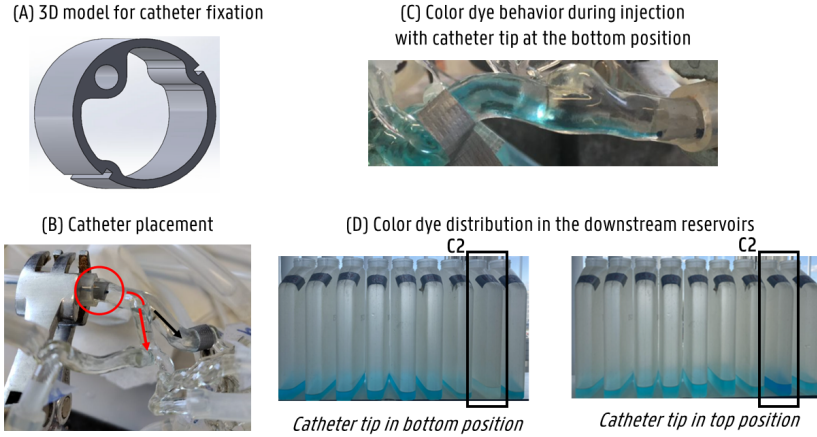 (A) 3D model for catheter fixation
(C) Color dye behavior during injection
with catheter tip at the bottom position
(B) Catheter placement
(D) Color dye distribution in the downstream reservoirs
C2
C2
Catheter tip in bottom position
Catheter tip in top position